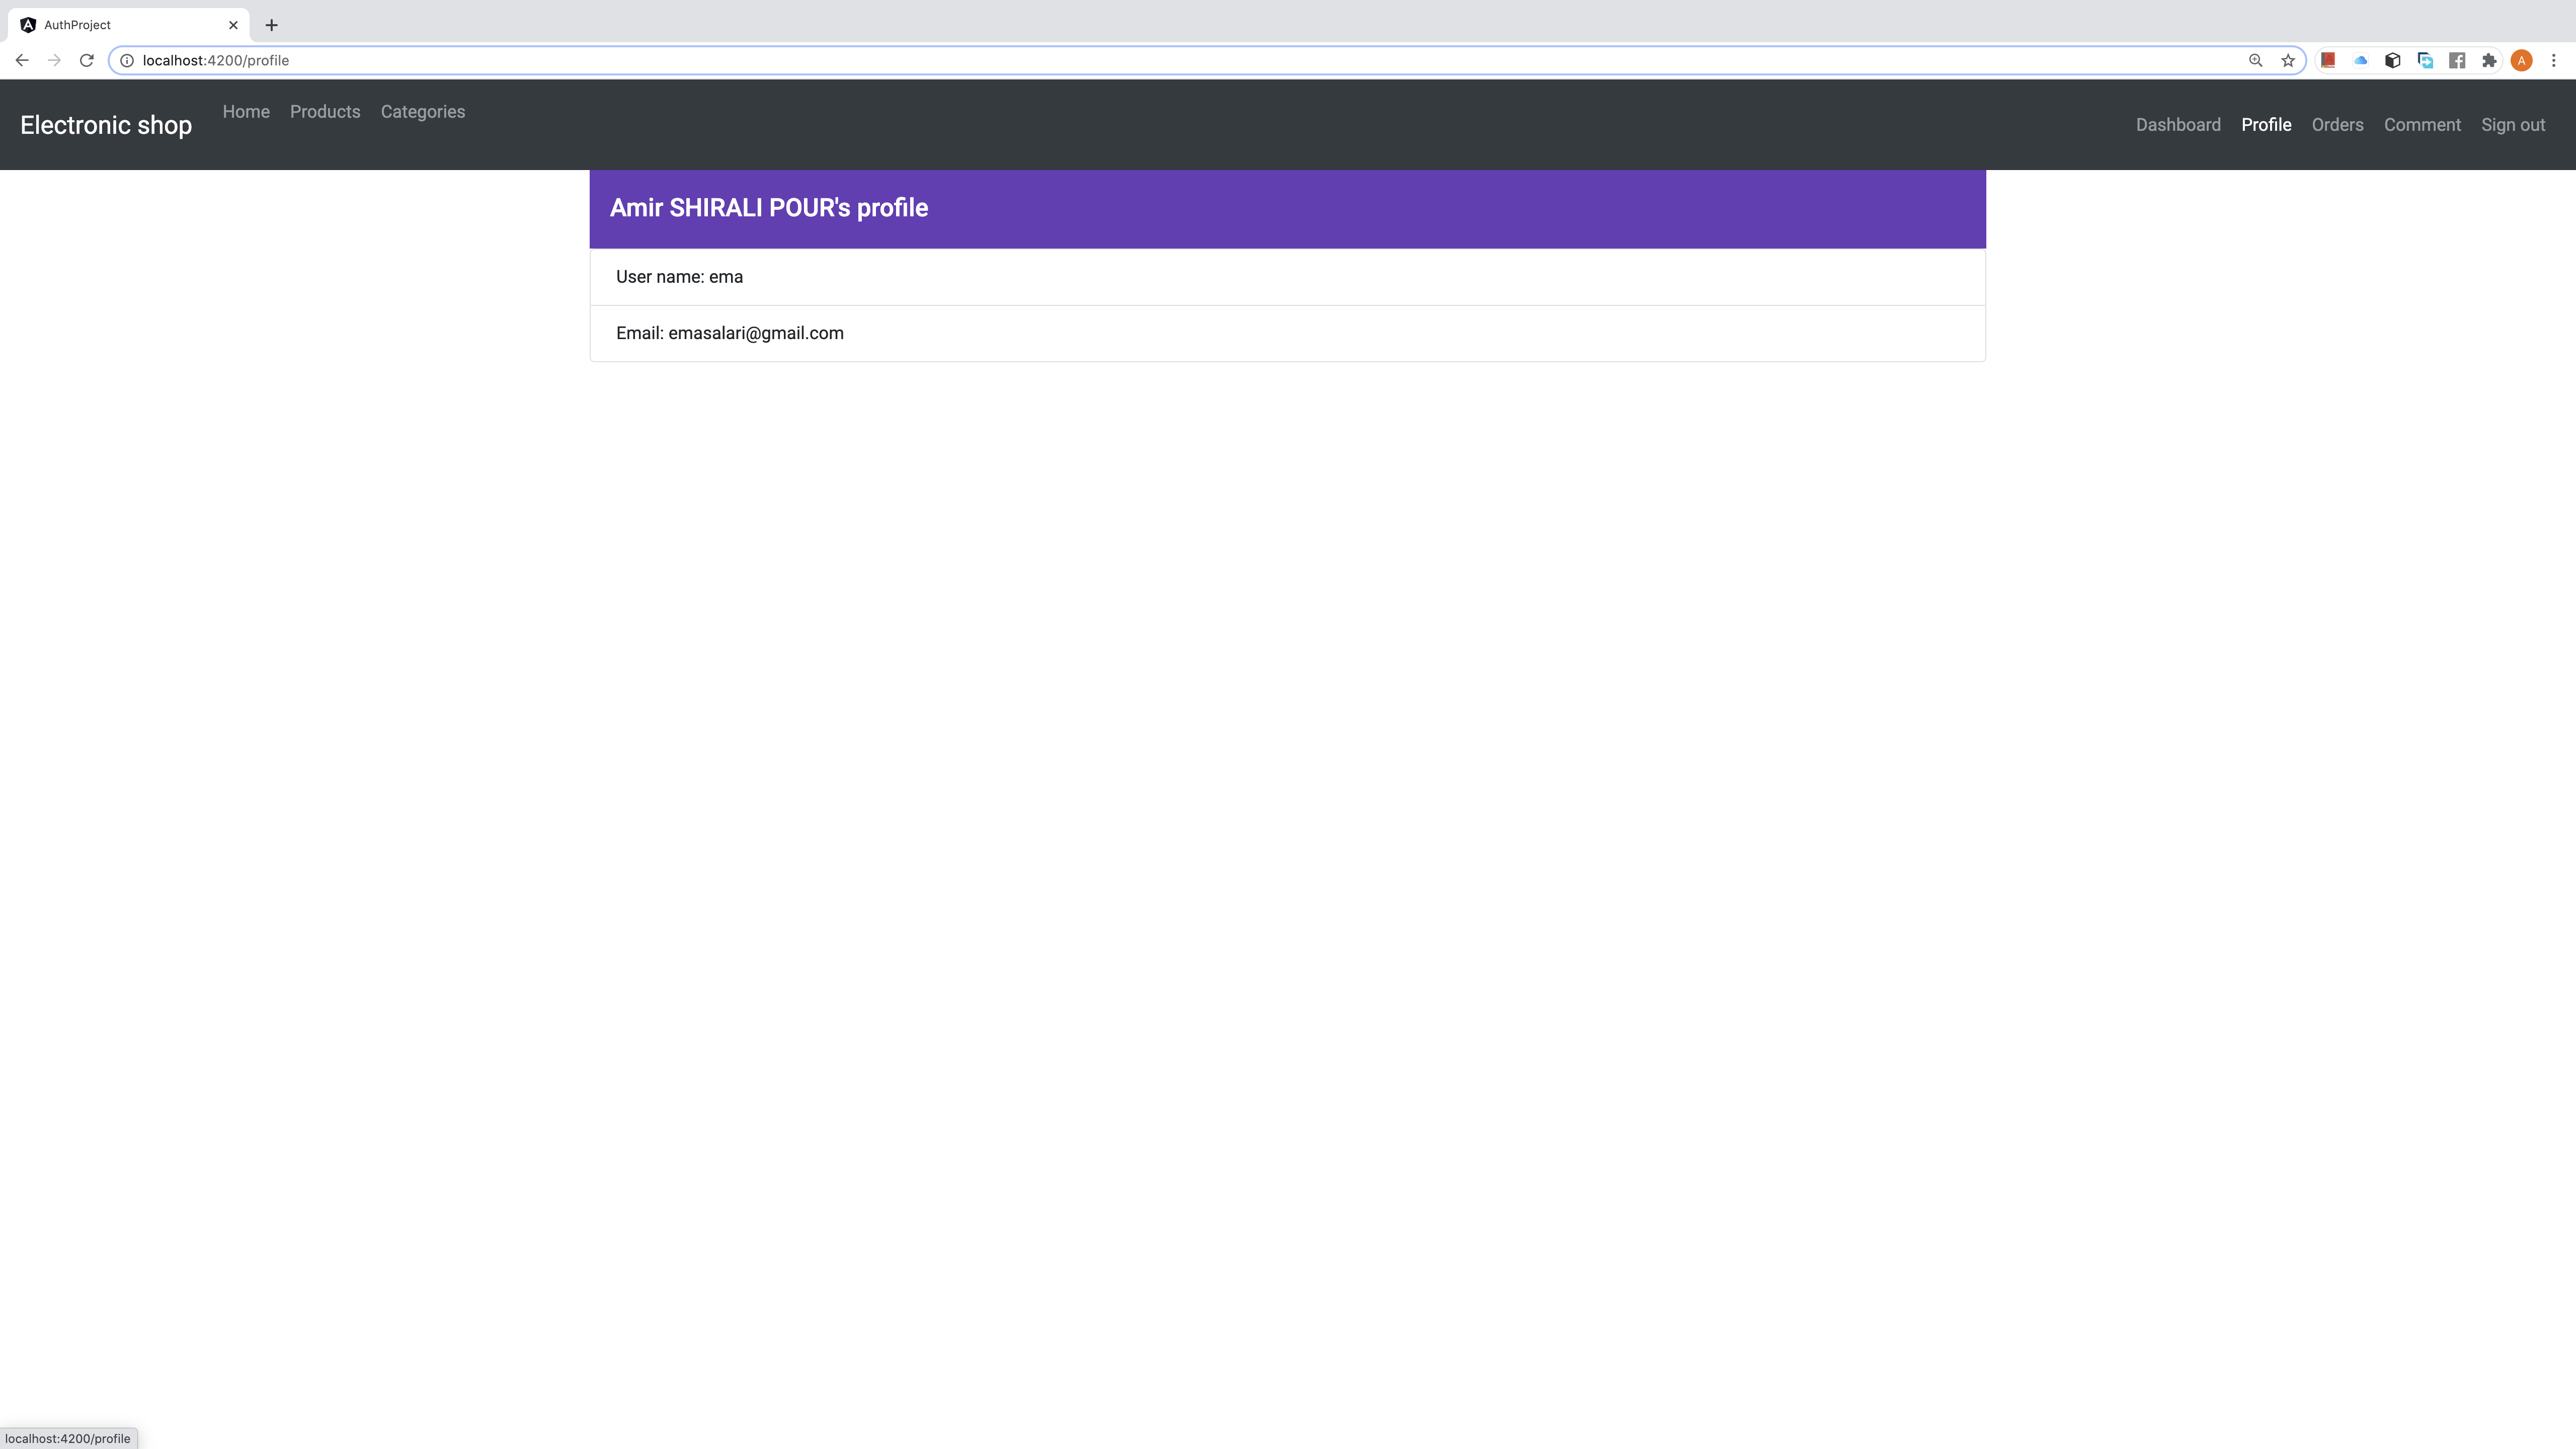 AuthProject
localhost:4200/profile
A
Electronic shop Home Products Categories Dashboard Profile Orders Comment Sign out
Amir SHIRALI POUR's profile
User name: ema
Email: emasalari@gmail.com
localhost:4200/profile